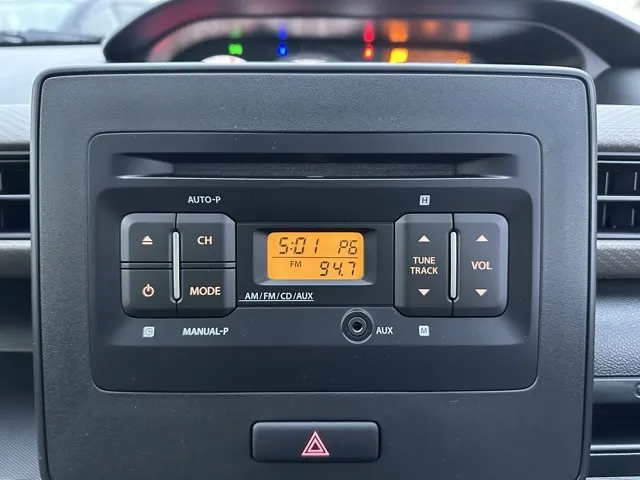 AUTO-P
H
CH
MODE
5:01 P6
FM 94.7
AM/FM/CD/AUX
TUNE
TRACK
VOL
MANUAL-P
AUX
M